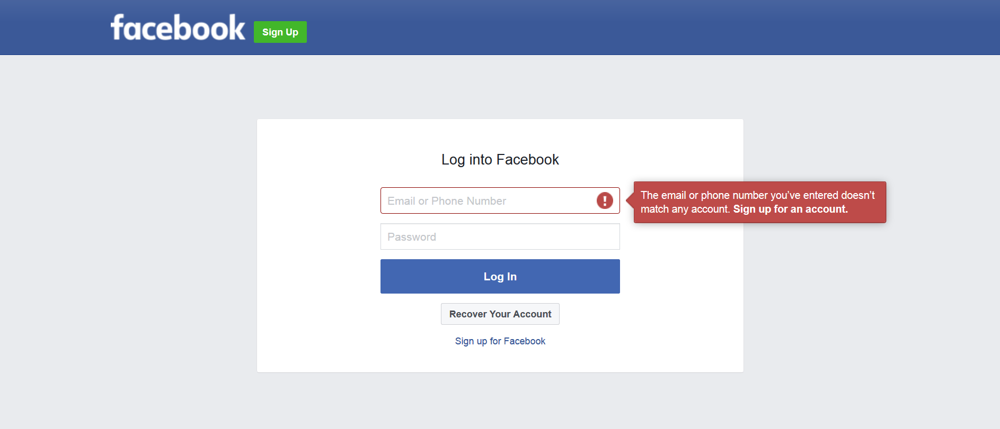 facebook
Sign Up
Log into Facebook
Email or Phone Number
The email or phone number you’ve entered doesn’t
match any account. Sign up for an account.
Password
Log In
Recover Your Account
Sign up for Facebook